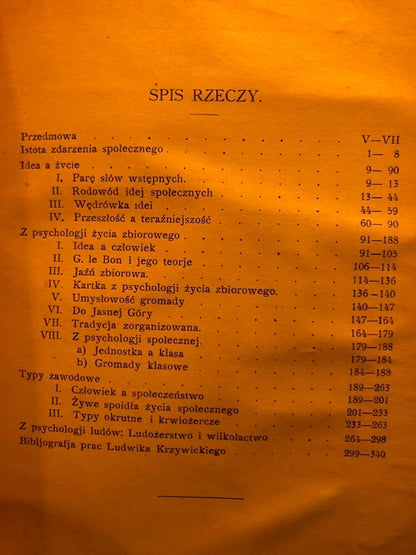 SPIS RZECZY.
Przedmowa V—VII
Istota zdarzenia społecznego 1— 8
Idea a życie 9— 90
I. Parę słów wstępnych. 9— 13
II. Rodowód idej społecznych 13— 44
III. Wędrówka idei 44— 59
IV. Przeszłość a teraźniejszość 60— 90
Z psychologji życia zbiorowego 91—188
I. Idea a człowiek 91—105
II. G. le Bon i jego teorje 106—114
III. Jaźń zbiorowa. 114—136
IV. Kartka z psychologji życia zbiorowego. 136—140
V. Umysłowość gromady 140—147
VI. Do Jasnej Góry 147—164
VII. Tradycja zorganizowana. 164—179
VIII. Z psychologji społecznej. 179—188
a) Jednostka a klasa 179—184
b) Gromady klasowe 184—188
Typy zawodowe 189—263
I. Człowiek a społeczeństwo 189—201
II. Żywe spoidła życia społecznego 201—233
III. Typy okrutne i krwiożercze 233—263
Z psychologji ludów: Ludożerstwo i wilkołactwo 264—298
Bibljografja prac Ludwika Krzywickiego 299—340